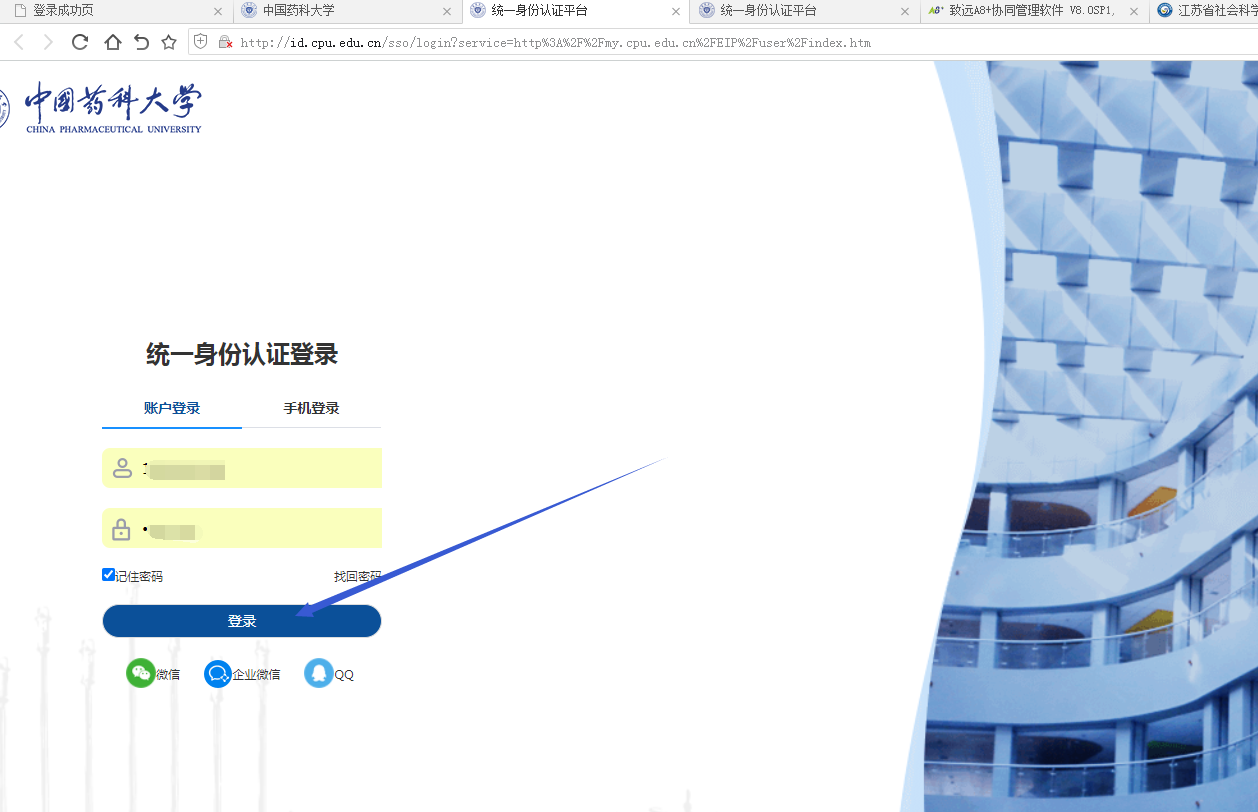 登录成功页
中国药科大学
统一身份认证平台
统一身份认证平台
致远A8+协同管理软件 V8.0SP1,
江苏省社会科学
http://id.cpu.edu.cn/sso/login?service=http%3A%2F%2Fmy.cpu.edu.cn%2FEIP%2Fuser%2Findex.htm
中国药科大学
CHINA PHARMACEUTICAL UNIVERSITY
统一身份认证登录
账户登录
手机登录
记住密码
找回密码
登录
微信
企业微信
QQ